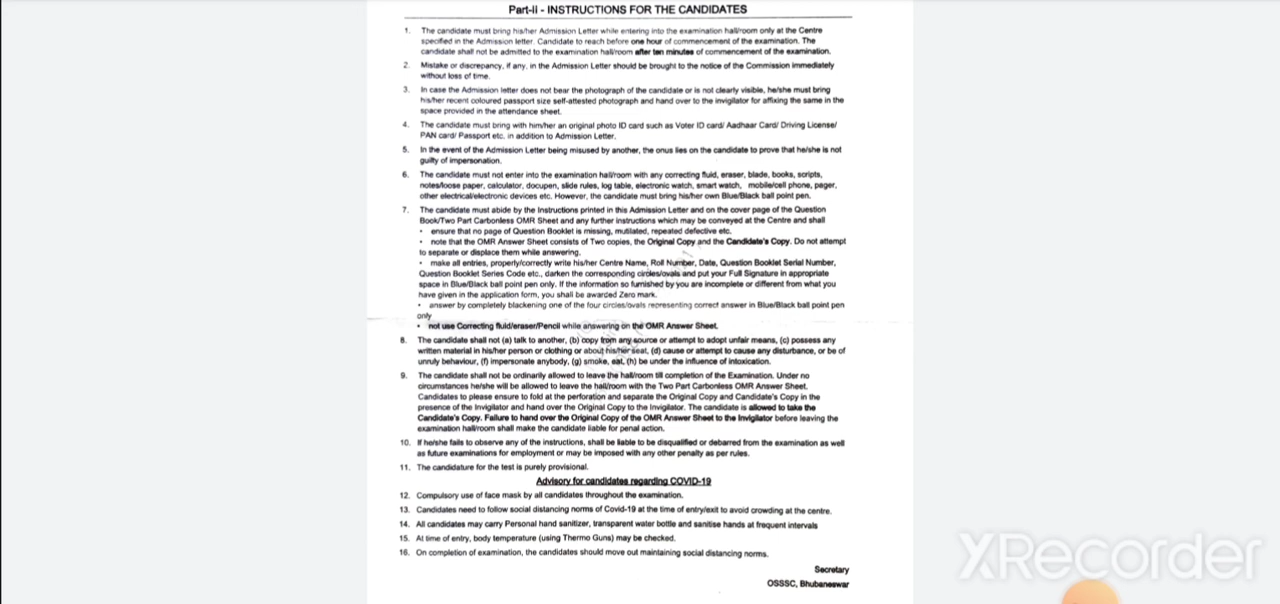 Part-II - INSTRUCTIONS FOR THE CANDIDATES
1. The candidate must bring his/her Admission Letter while entering into the examination hall/room only at the Centre
specified in the Admission letter. Candidate to reach before one hour of commencement of the examination. The
candidate shall not be admitted to the examination hall/room after ten minutes of commencement of the examination.
2. Mistake or discrepancy, if any, in the Admission Letter should be brought to the notice of the Commission immediately
without loss of time.
3. In case the Admission letter does not bear the photograph of the candidate or is not clearly visible, he/she must bring
his/her recent coloured passport size self-attested photograph and hand over to the invigilator for affixing the same in the
space provided in the attendance sheet.
4. The candidate must bring with him/her an original photo ID card such as Voter ID card/ Aadhaar Card/ Driving License/
PAN card/ Passport etc. in addition to Admission Letter.
5. In the event of the Admission Letter being misused by another, the onus lies on the candidate to prove that he/she is not
guilty of impersonation.
6. The candidate must not enter into the examination hall/room with any correcting fluid, eraser, blade, books, scripts,
notes/loose paper, calculator, docupen, slide rules, log table, electronic watch, smart watch, mobile/cell phone, pager,
other electrical/electronic devices etc. However, the candidate must bring his/her own Blue/Black ball point pen.
7. The candidate must abide by the Instructions printed in this Admission Letter and on the cover page of the Question
Book/Two Part Carbonless OMR Sheet and any further instructions which may be conveyed at the Centre and shall
• ensure that no page of Question Booklet is missing, mutilated, repeated defective etc.
• note that the OMR Answer Sheet consists of Two copies, the Original Copy and the Candidate's Copy. Do not attempt
to separate or displace them while answering.
• make all entries, properly/correctly write his/her Centre Name, Roll Number, Date, Question Booklet Serial Number,
Question Booklet Series Code etc., darken the corresponding circles/ovals and put your Full Signature in appropriate
space in Blue/Black ball point pen only. If the information so furnished by you are incomplete or different from what you
have given in the application form, you shall be awarded Zero mark.
• answer by completely blackening one of the four circles/ovals representing correct answer in Blue/Black ball point pen
only
• not use Correcting fluid/eraser/Pencil while answering on the OMR Answer Sheet.
8. The candidate shall not (a) talk to another, (b) copy from any source or attempt to adopt unfair means, (c) possess any
written material in his/her person or clothing or about his/her seat, (d) cause or attempt to cause any disturbance, or be of
unruly behaviour, (f) impersonate anybody, (g) smoke, eat, (h) be under the influence of intoxication.
9. The candidate shall not be ordinarily allowed to leave the hall/room till completion of the Examination. Under no
circumstances he/she will be allowed to leave the hall/room with the Two Part Carbonless OMR Answer Sheet.
Candidates to please ensure to fold at the perforation and separate the Original Copy and Candidate's Copy in the
presence of the Invigilator and hand over the Original Copy to the Invigilator. The candidate is allowed to take the
Candidate's Copy. Failure to hand over the Original Copy of the OMR Answer Sheet to the Invigilator before leaving the
examination hall/room shall make the candidate liable for penal action.
10. If he/she fails to observe any of the instructions, shall be liable to be disqualified or debarred from the examination as well
as future examinations for employment or may be imposed with any other penalty as per rules.
11. The candidature for the test is purely provisional.
Advisory for candidates regarding COVID-19
12. Compulsory use of face mask by all candidates throughout the examination.
13. Candidates need to follow social distancing norms of Covid-19 at the time of entry/exit to avoid crowding at the centre.
14. All candidates may carry Personal hand sanitizer, transparent water bottle and sanitise hands at frequent intervals
15. At time of entry, body temperature (using Thermo Guns) may be checked.
16. On completion of examination, the candidates should move out maintaining social distancing norms.
Secretary
OSSSC, Bhubaneswar
XRecorder